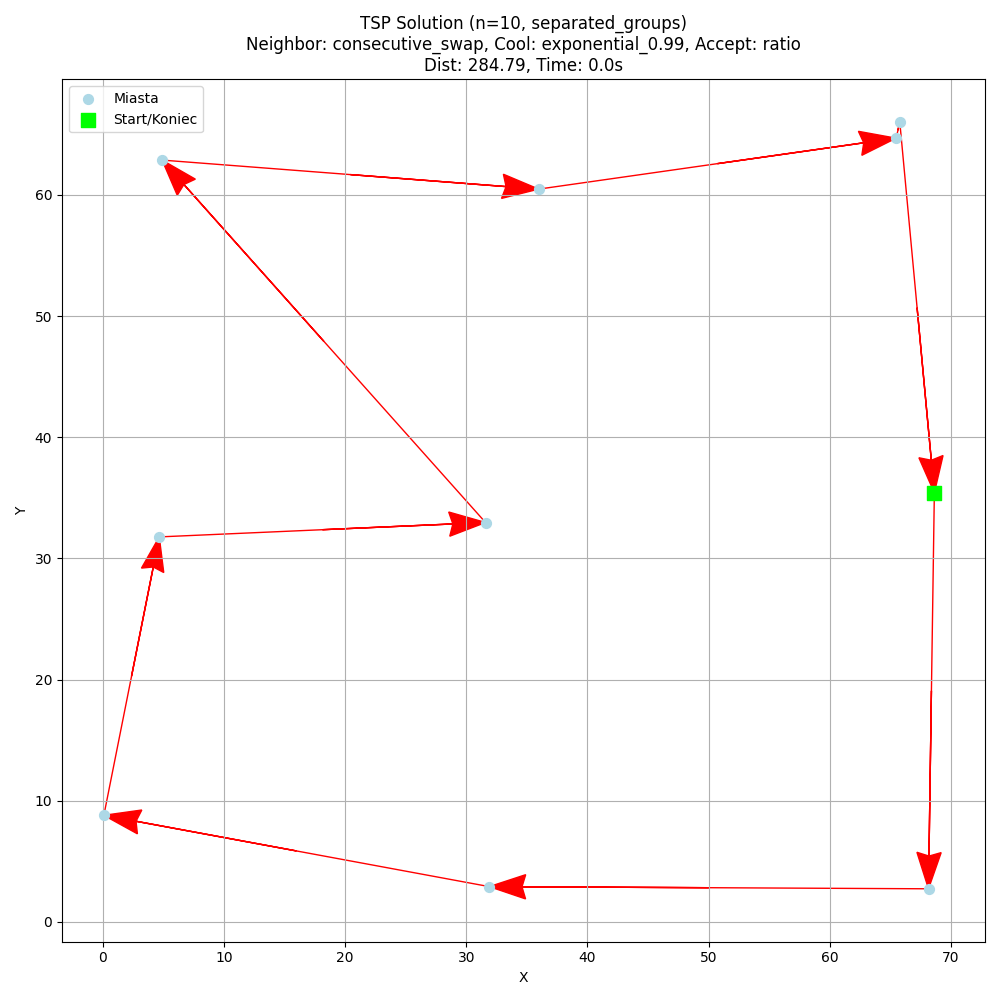 TSP Solution (n=10, separated_groups)
Neighbor: consecutive_swap, Cool: exponential_0.99, Accept: ratio
Dist: 284.79, Time: 0.0s
Miasta
Start/Koniec
60
50
40
30
20
10
0
Y
0 10 20 30 40 50 60 70
X